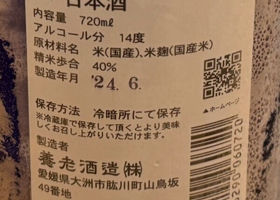 日本酒
内容量 720mℓ
アルコール分 14度
原材料名 米(国産)、米麹(国産米)
精米歩合 40%
製造年月 '24.6
保存方法 冷暗所にて保存
※冷蔵庫で保存して頂くとより美味
しくお召し上がりいただけます。
製造者
養老酒造㈱
愛媛県大洲市肱川町山鳥坂
49番地
▲ホームページ
290960720